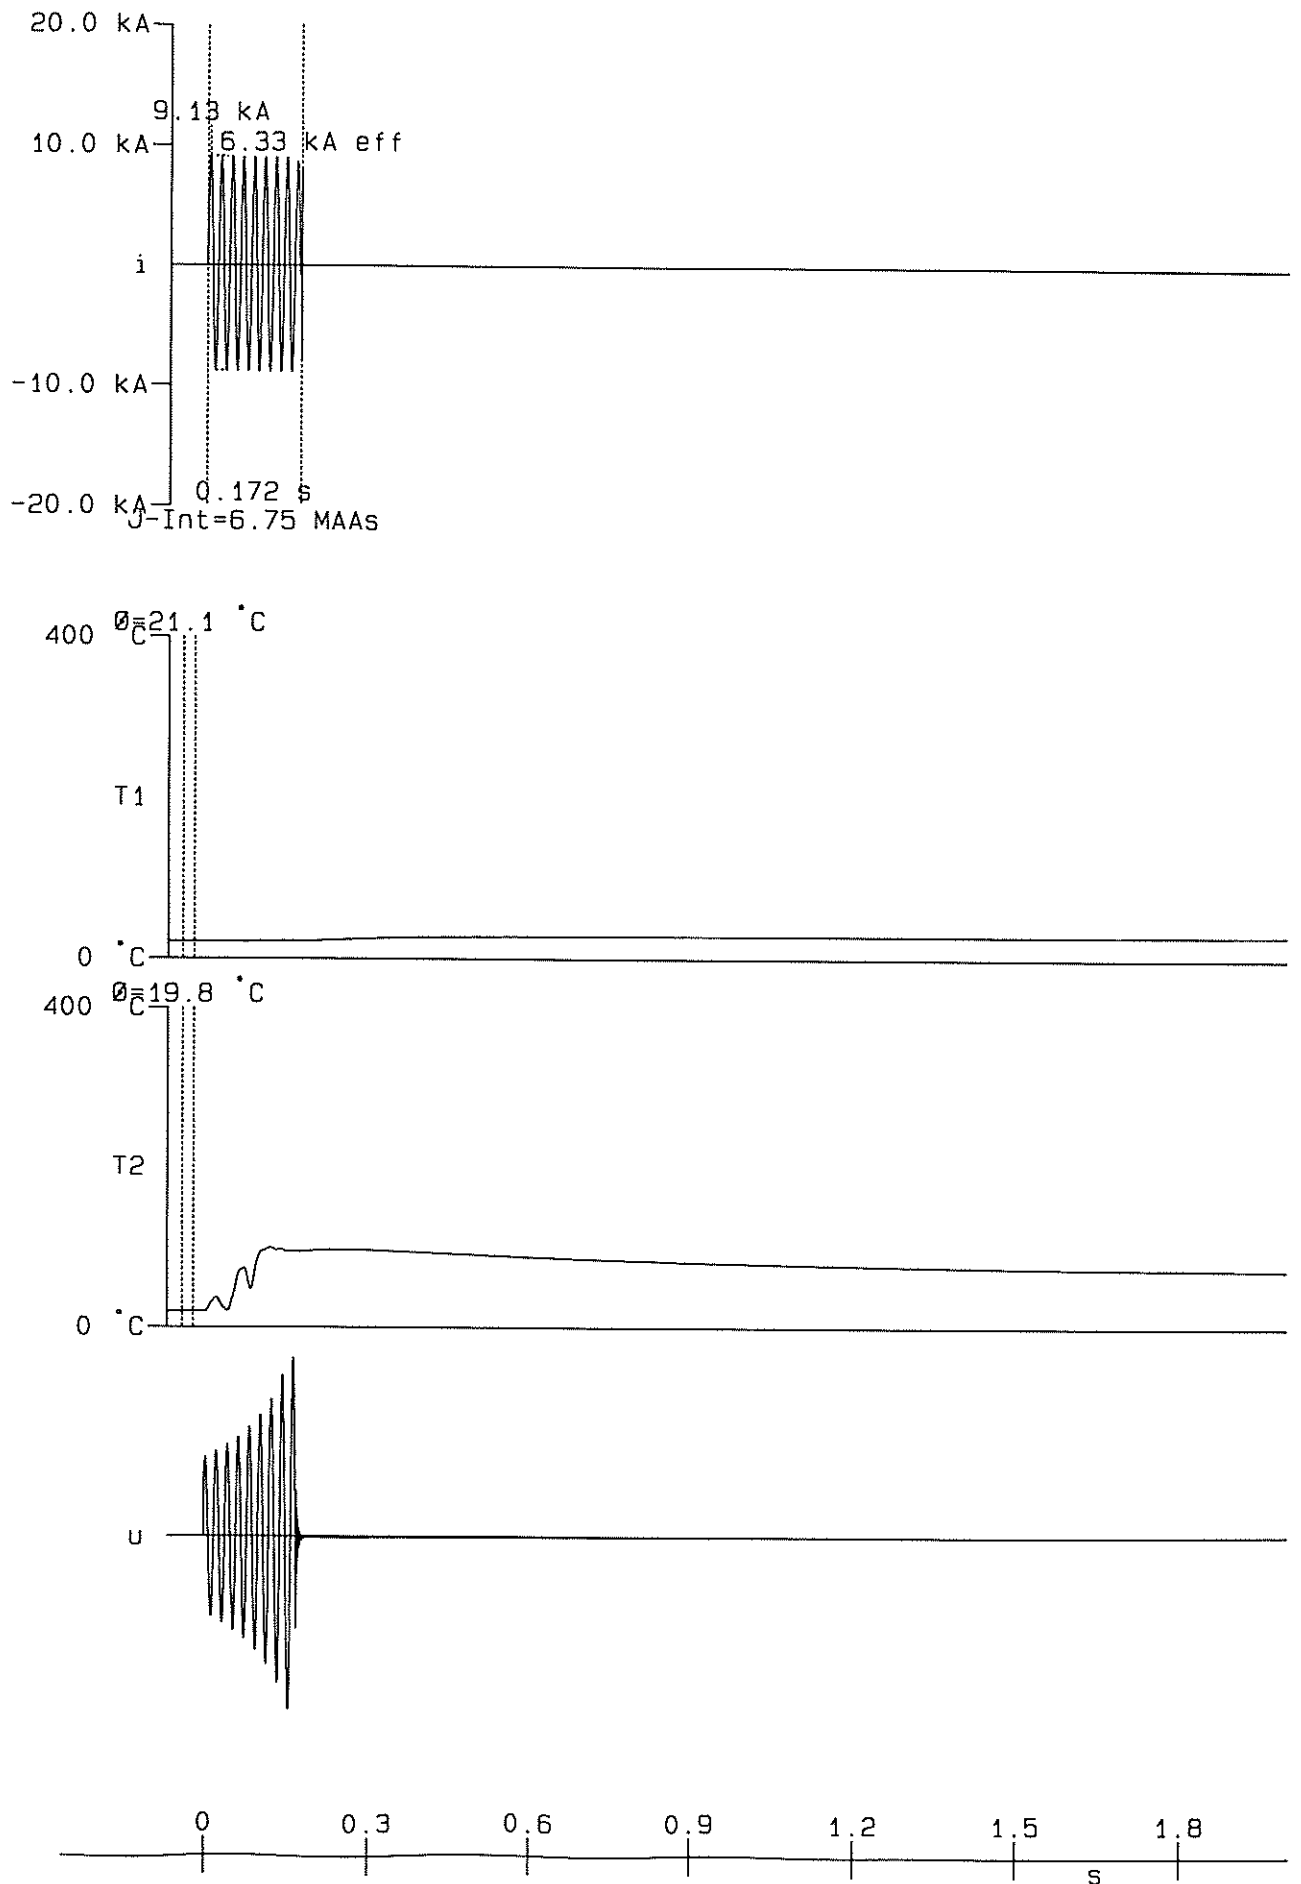 20.0 kA
9.13 kA
10.0 kA
6.33 kA eff
i
-10.0 kA
0.172 s
-20.0 kA
J-Int=6.75 MAAs
Ø=21.1 °C
400 °C
T1
0 °C
Ø=19.8 °C
400 °C
T2
0 °C
U
0 0.3 0.6 0.9 1.2 1.5 1.8
s